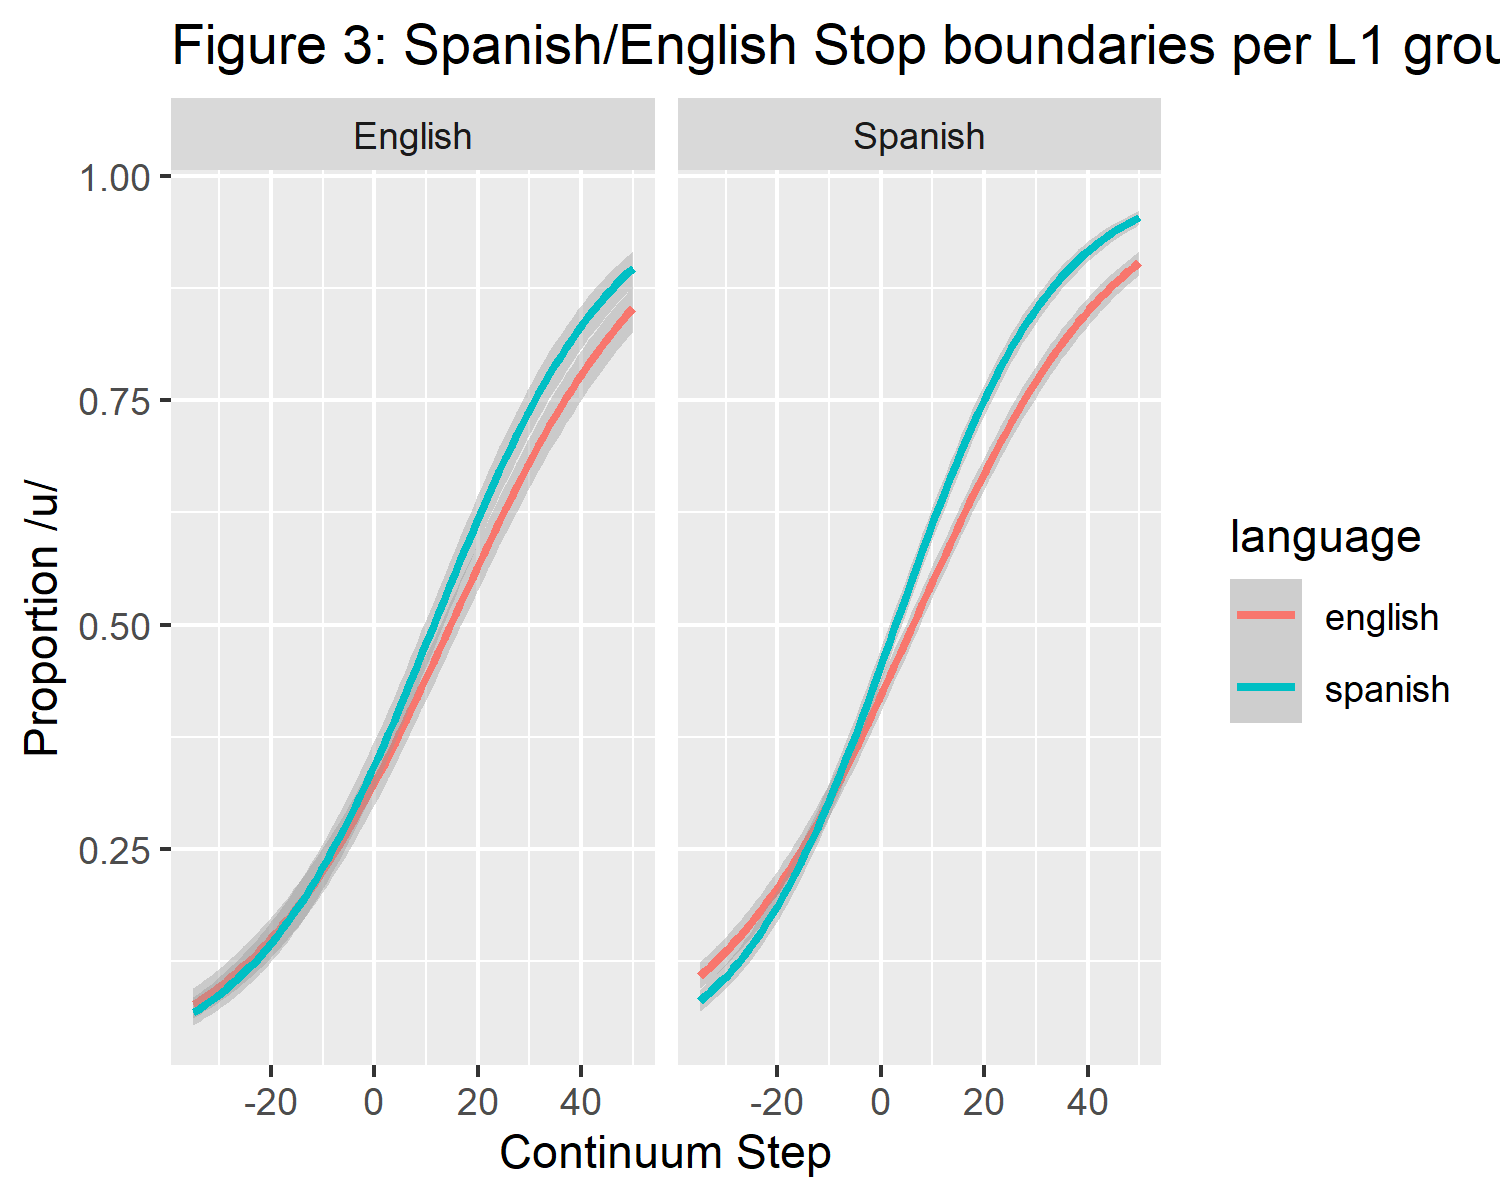 Figure 3: Spanish/English Stop boundaries per L1 grou
English
Spanish
1.00
0.75
0.50
0.25
Proportion /u/
-20 0 20 40
-20 0 20 40
Continuum Step
language
english
spanish